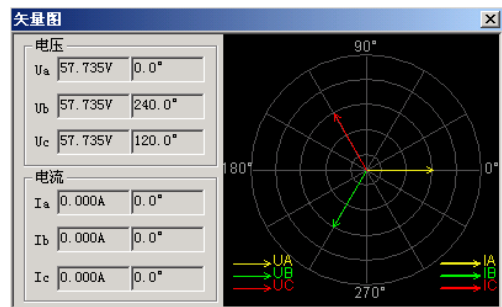 矢量图
电压
Ua 57.735V 0.0°
Ub 57.735V 240.0°
Uc 57.735V 120.0°
电流
Ia 0.000A 0.0°
Ib 0.000A 0.0°
Ic 0.000A 0.0°
90°
180°
0°
270°
UA
UB
UC
IA
IB
IC